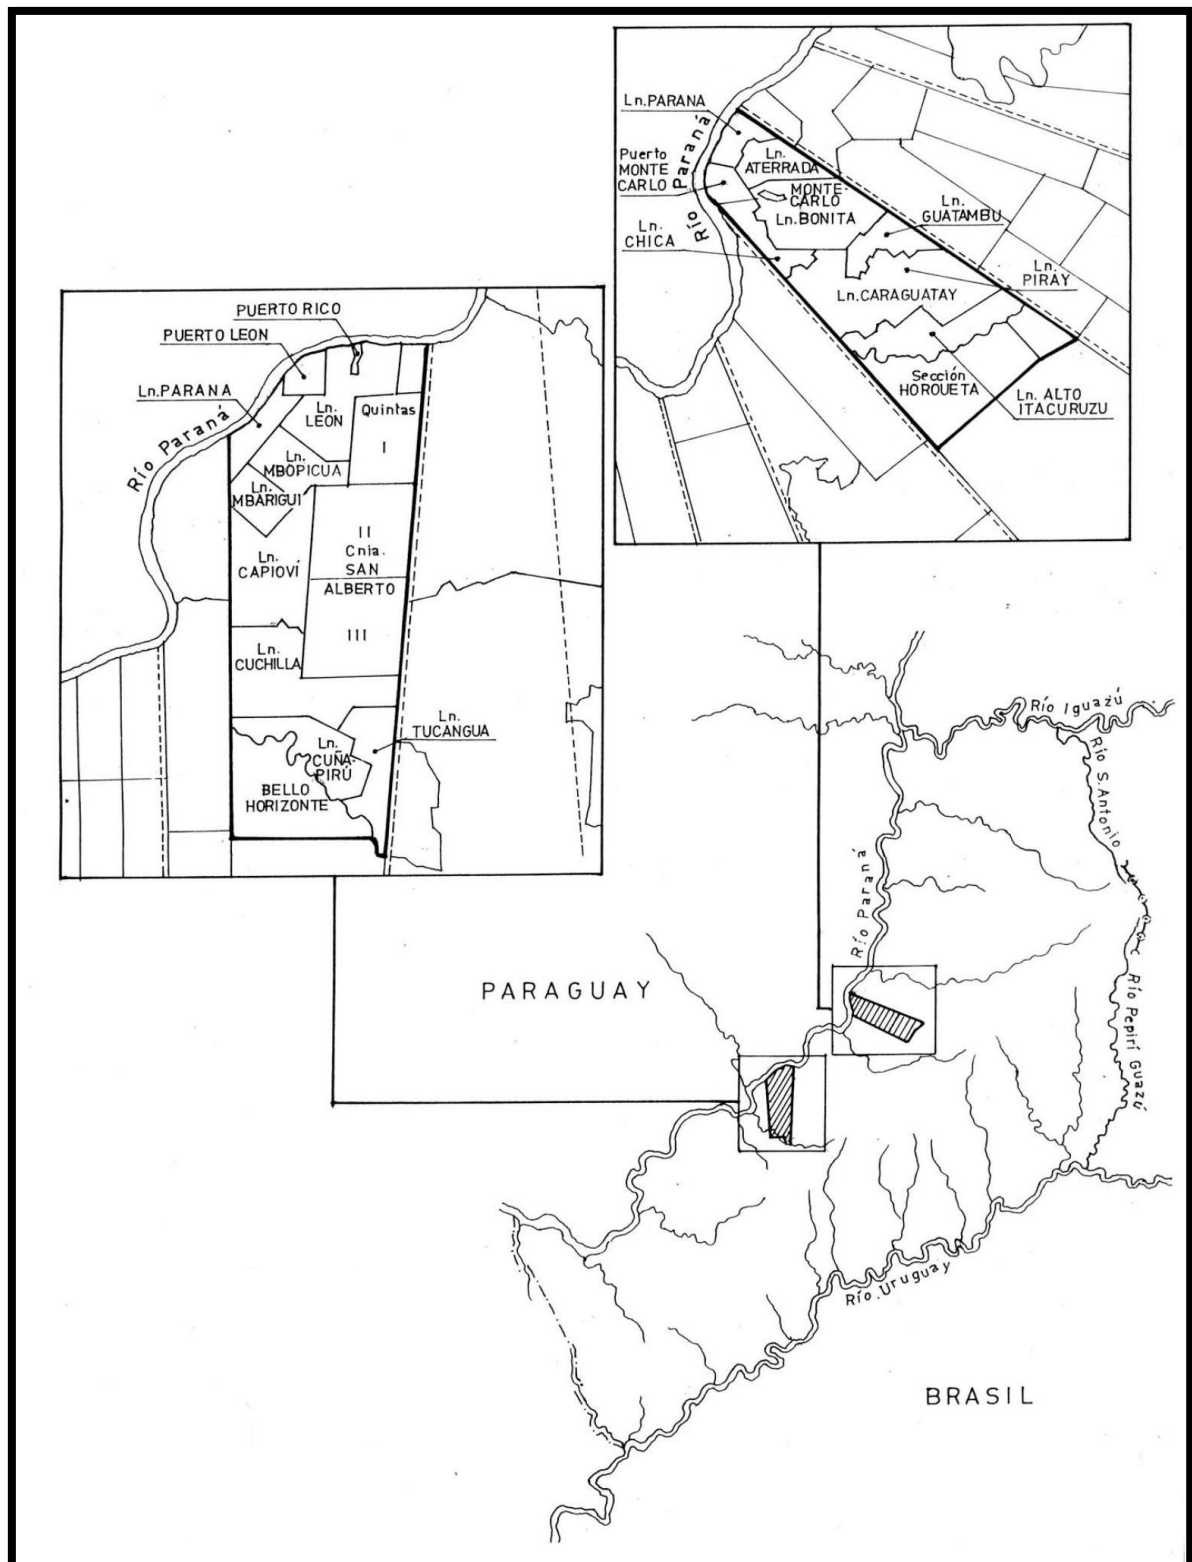 Ln.PARANA
Río Paraná
Puerto
MONTE
CARLO
Ln.
ATERRADA
MONTE-
CARLO
Ln.BONITA
Ln.
GUATAMBU
Ln.
CHICA
Ln.
PIRAY
Ln.CARAGUATAY
Sección
HORQUETA
Ln. ALTO
ITACURUZU
PUERTO RICO
PUERTO LEON
Ln.PARANA
Río Paraná
Ln.
LEON
Quintas
I
Ln.
MBOPICUA
Ln.
MBARIGUI
II
Cnia.
SAN
ALBERTO
III
Ln.
CAPIOVÍ
Ln.
CUCHILLA
Ln.
TUCANGUA
Ln.
CUÑA-
PIRÚ
BELLO
HORIZONTE
Río Iguazú
Río S. Antonio
Río Paraná
PARAGUAY
Río Pepirí Guazú
Río Uruguay
BRASIL